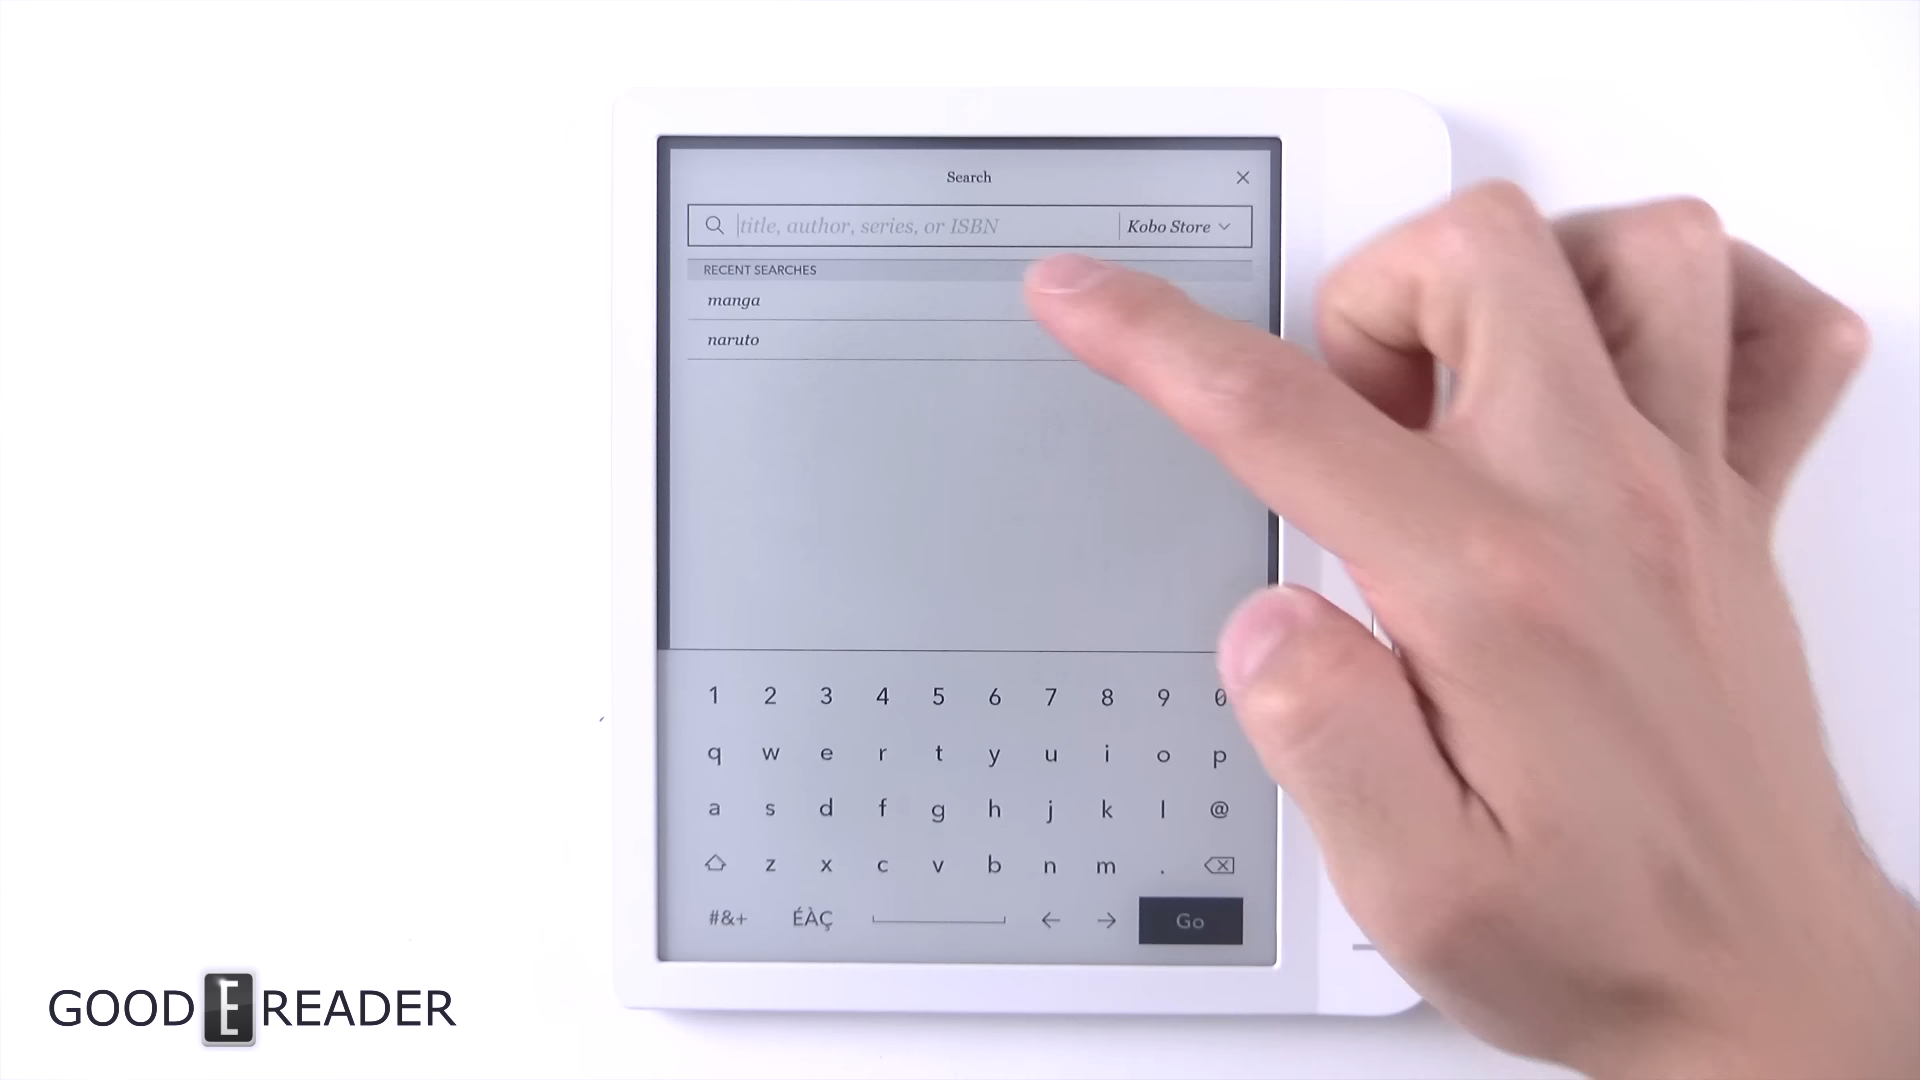 Search
title, author, series, or ISBN Kobo Store
RECENT SEARCHES
manga
naruto
1 2 3 4 5 6 7 8 9 0
q w e r t y u i o p
a s d f g h j k l @
z x c v b n m .
#&+ ÉÀÇ Go
GOOD E READER